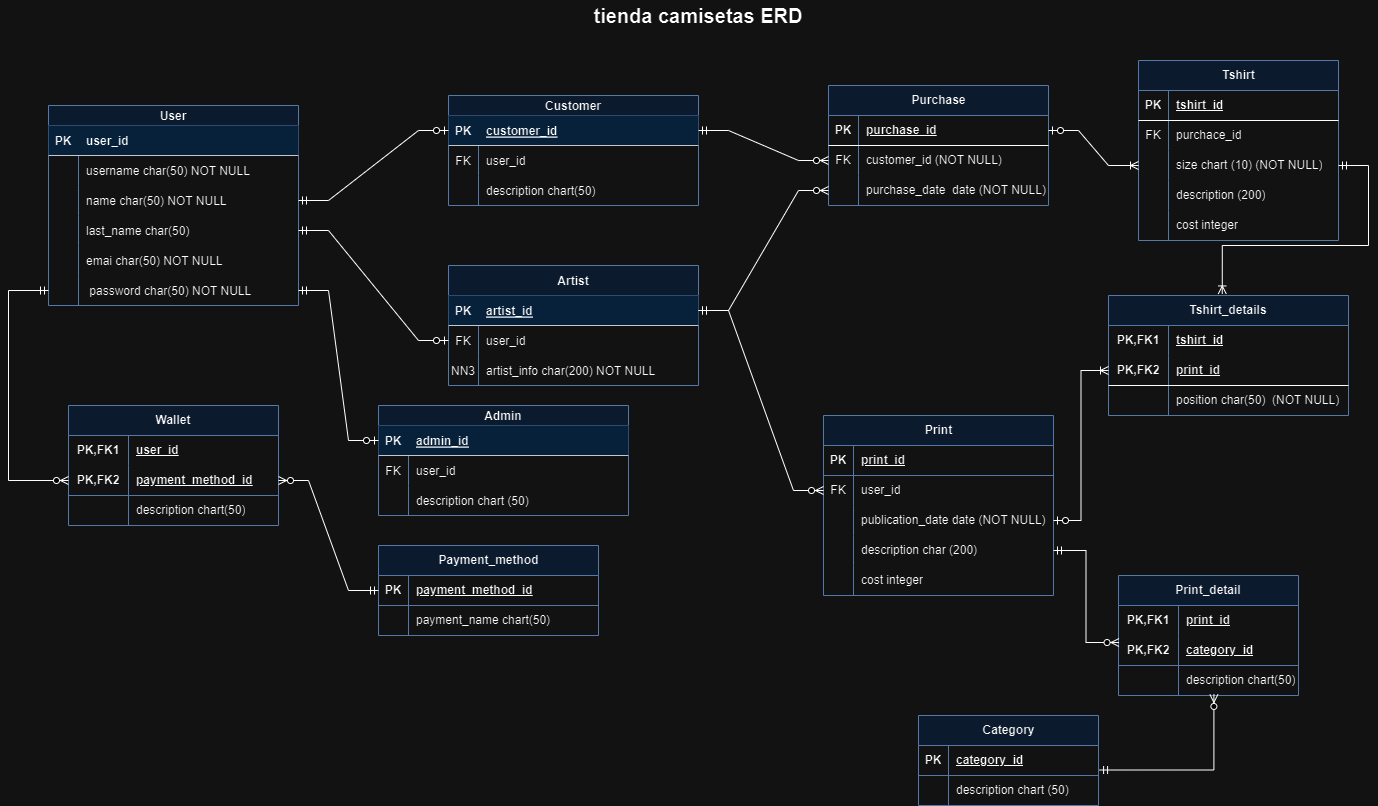 tienda camisetas ERD
User
PK user_id
username char(50) NOT NULL
name char(50) NOT NULL
last_name char(50)
emai char(50) NOT NULL
password char(50) NOT NULL
Customer
PK customer_id
FK user_id
description chart(50)
Purchase
PK purchase_id
FK customer_id (NOT NULL)
purchase_date date (NOT NULL)
Tshirt
PK tshirt_id
FK purchace_id
size chart (10) (NOT NULL)
description (200)
cost integer
Artist
PK artist_id
FK user_id
NN3 artist_info char(200) NOT NULL
Tshirt_details
PK,FK1 tshirt_id
PK,FK2 print_id
position char(50) (NOT NULL)
Wallet
PK,FK1 user_id
PK,FK2 payment_method_id
description chart(50)
Admin
PK admin_id
FK user_id
description chart (50)
Print
PK print_id
FK user_id
publication_date date (NOT NULL)
description char (200)
cost integer
Payment_method
PK payment_method_id
payment_name chart(50)
Print_detail
PK,FK1 print_id
PK,FK2 category_id
description chart(50)
Category
PK category_id
description chart (50)